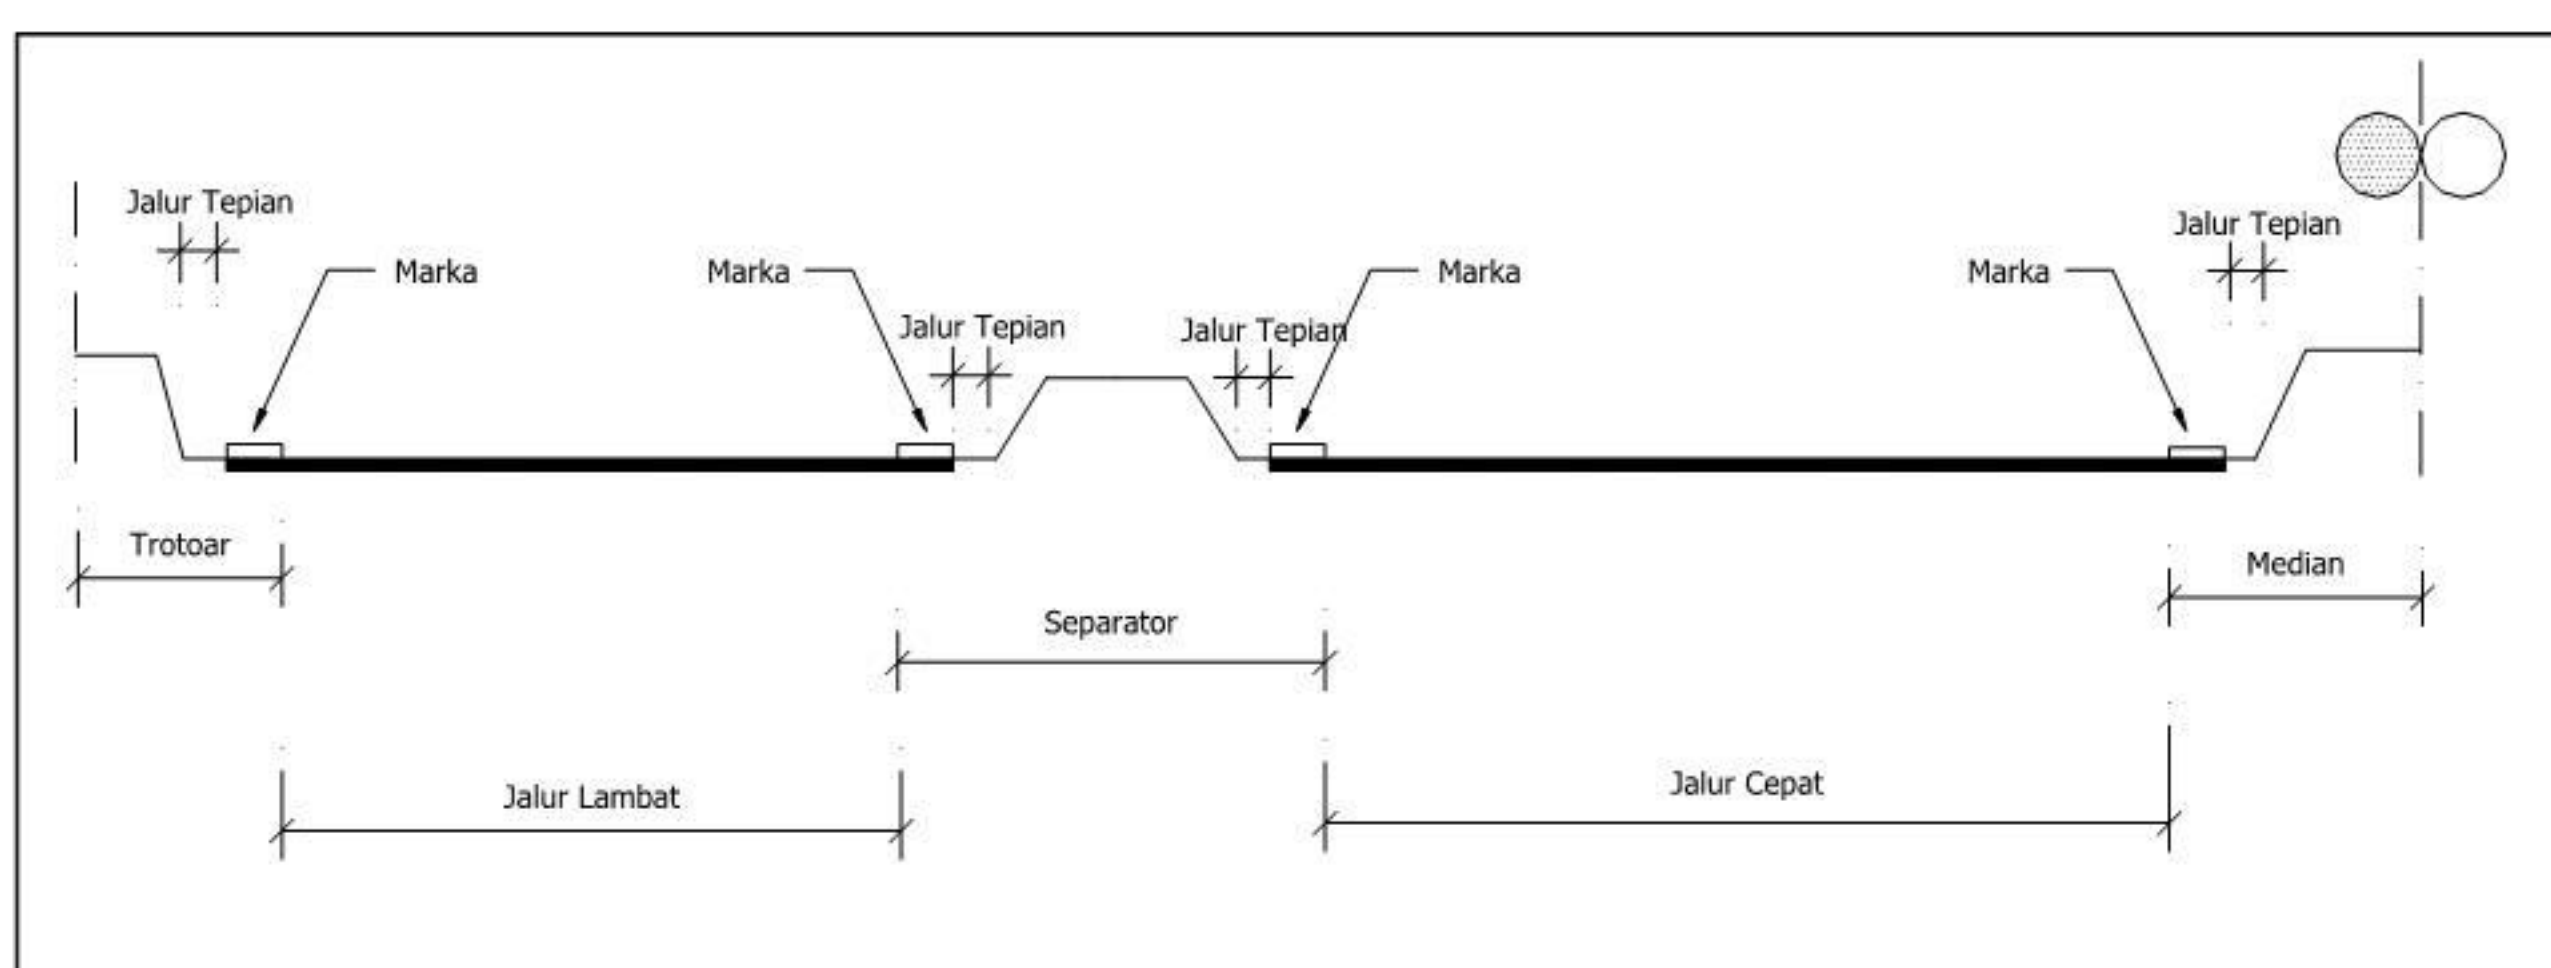 Jalur Tepian
Jalur Tepian
Marka
Marka
Marka
Marka
Jalur Tepian
Jalur Tepian
Trotoar
Median
Separator
Jalur Lambat
Jalur Cepat